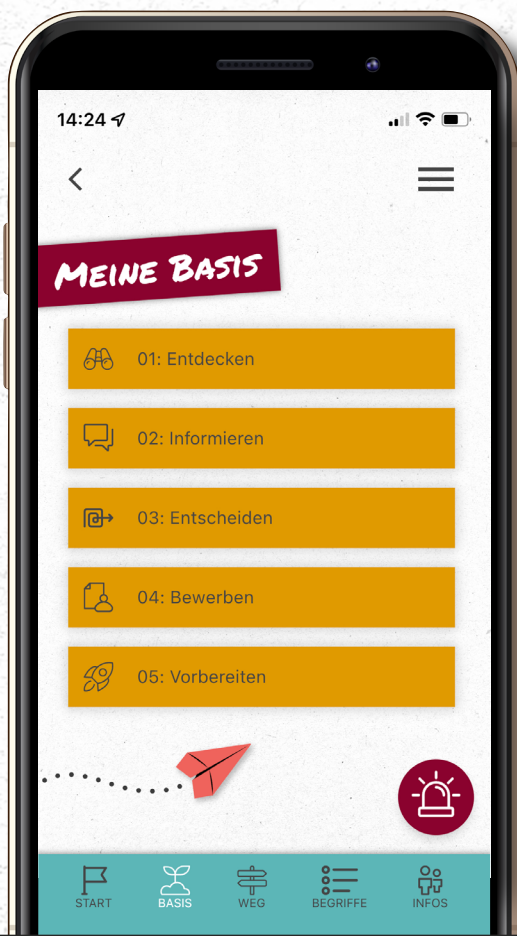 14:24
MEINE BASIS
01: Entdecken
02: Informieren
03: Entscheiden
04: Bewerben
05: Vorbereiten
START BASIS WEG BEGRIFFE INFOS